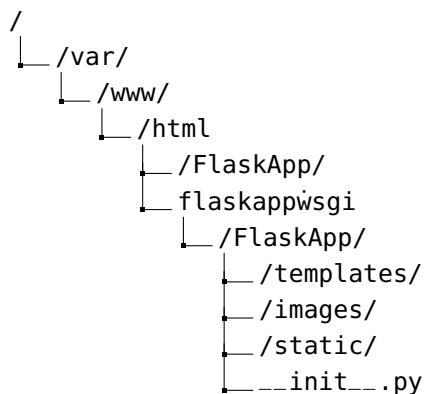 /
/var/
/www/
/html
/FlaskApp/
flaskappẇsgi
/FlaskApp/
/templates/
/images/
/static/
__init__.py